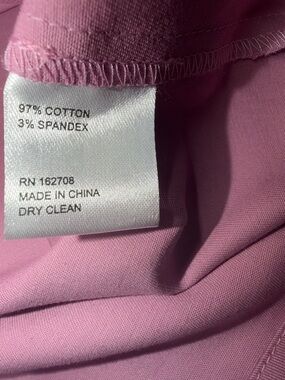 97% COTTON
3% SPANDEX
RN 162708
MADE IN CHINA
DRY CLEAN